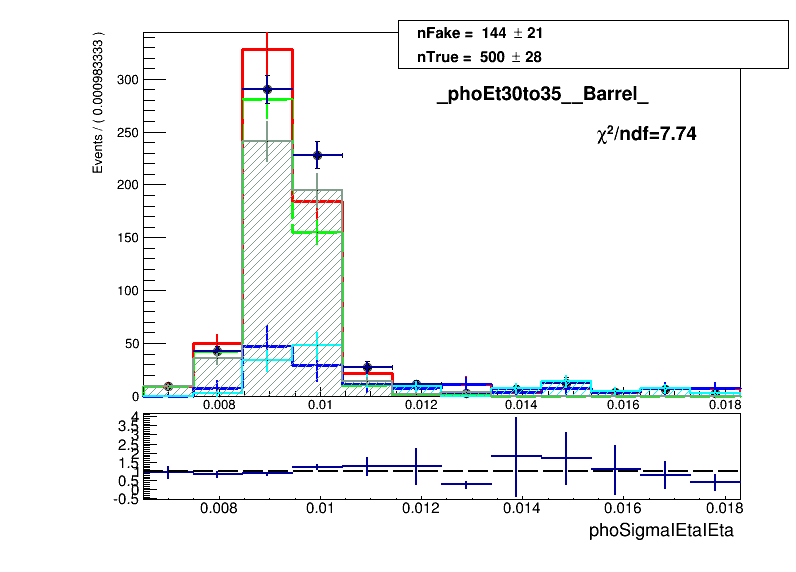 nFake = 144 ± 21
nTrue = 500 ± 28
_phoEt30to35__Barrel_
χ²/ndf=7.74
Events / ( 0.000983333 )
300
250
200
150
100
50
0
0.008 0.01 0.012 0.014 0.016 0.018
4
3.5
3
2.5
2
1.5
1
0.5
0
-0.5
0.008 0.01 0.012 0.014 0.016 0.018
phoSigmaIEtaIEta